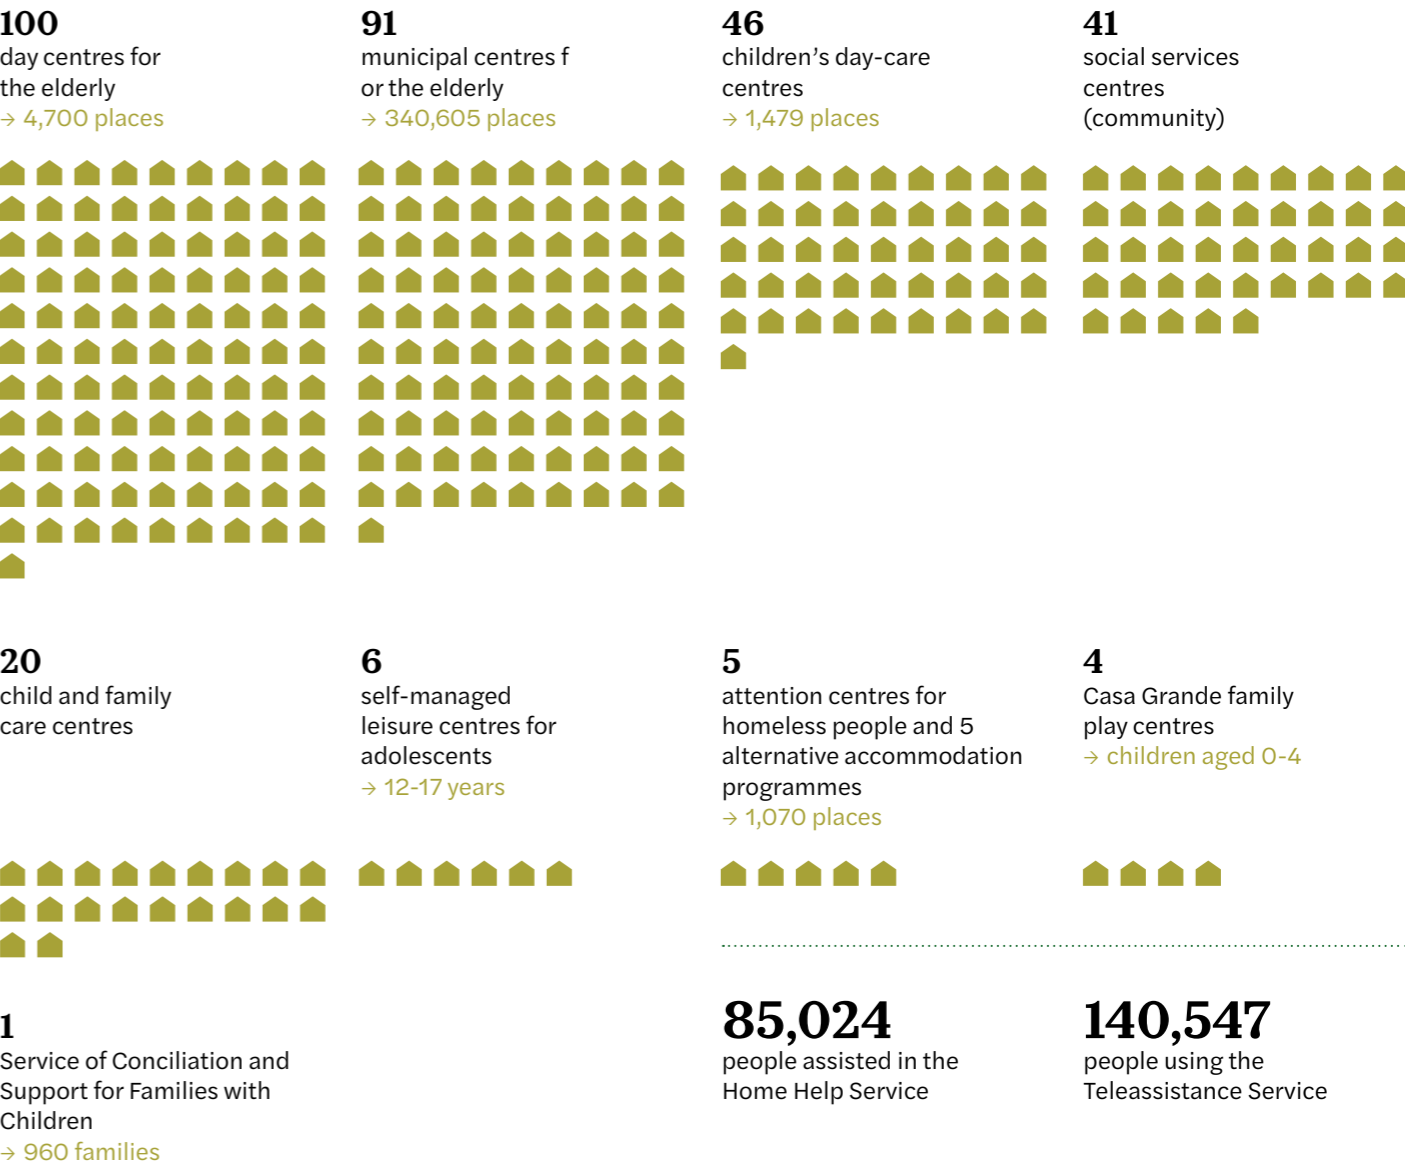 100
day centres for
the elderly
→ 4,700 places
91
municipal centres f
or the elderly
→ 340,605 places
46
children’s day-care
centres
→ 1,479 places
41
social services
centres
(community)
20
child and family
care centres
6
self-managed
leisure centres for
adolescents
→ 12-17 years
5
attention centres for
homeless people and 5
alternative accommodation
programmes
→ 1,070 places
4
Casa Grande family
play centres
→ children aged 0-4
1
Service of Conciliation and
Support for Families with
Children
→ 960 families
85,024
people assisted in the
Home Help Service
140,547
people using the
Teleassistance Service